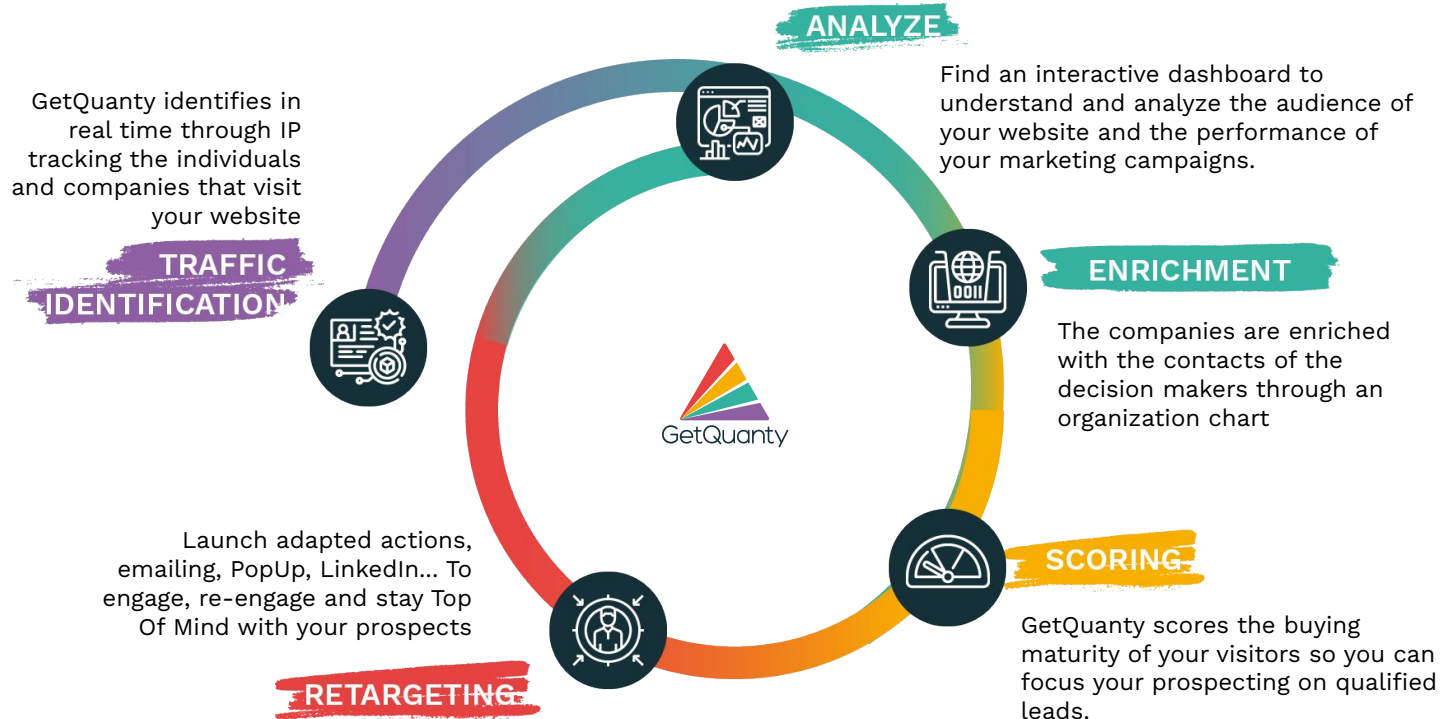 GetQuanty identifies in
real time through IP
tracking the individuals
and companies that visit
your website
TRAFFIC
IDENTIFICATION
ANALYZE
Find an interactive dashboard to
understand and analyze the audience of
your website and the performance of
your marketing campaigns.
ENRICHMENT
The companies are enriched
with the contacts of the
decision makers through an
organization chart
0011
GetQuanty
SCORING
GetQuanty scores the buying
maturity of your visitors so you can
focus your prospecting on qualified
leads.
Launch adapted actions,
emailing, PopUp, LinkedIn... To
engage, re-engage and stay Top
Of Mind with your prospects
RETARGETING